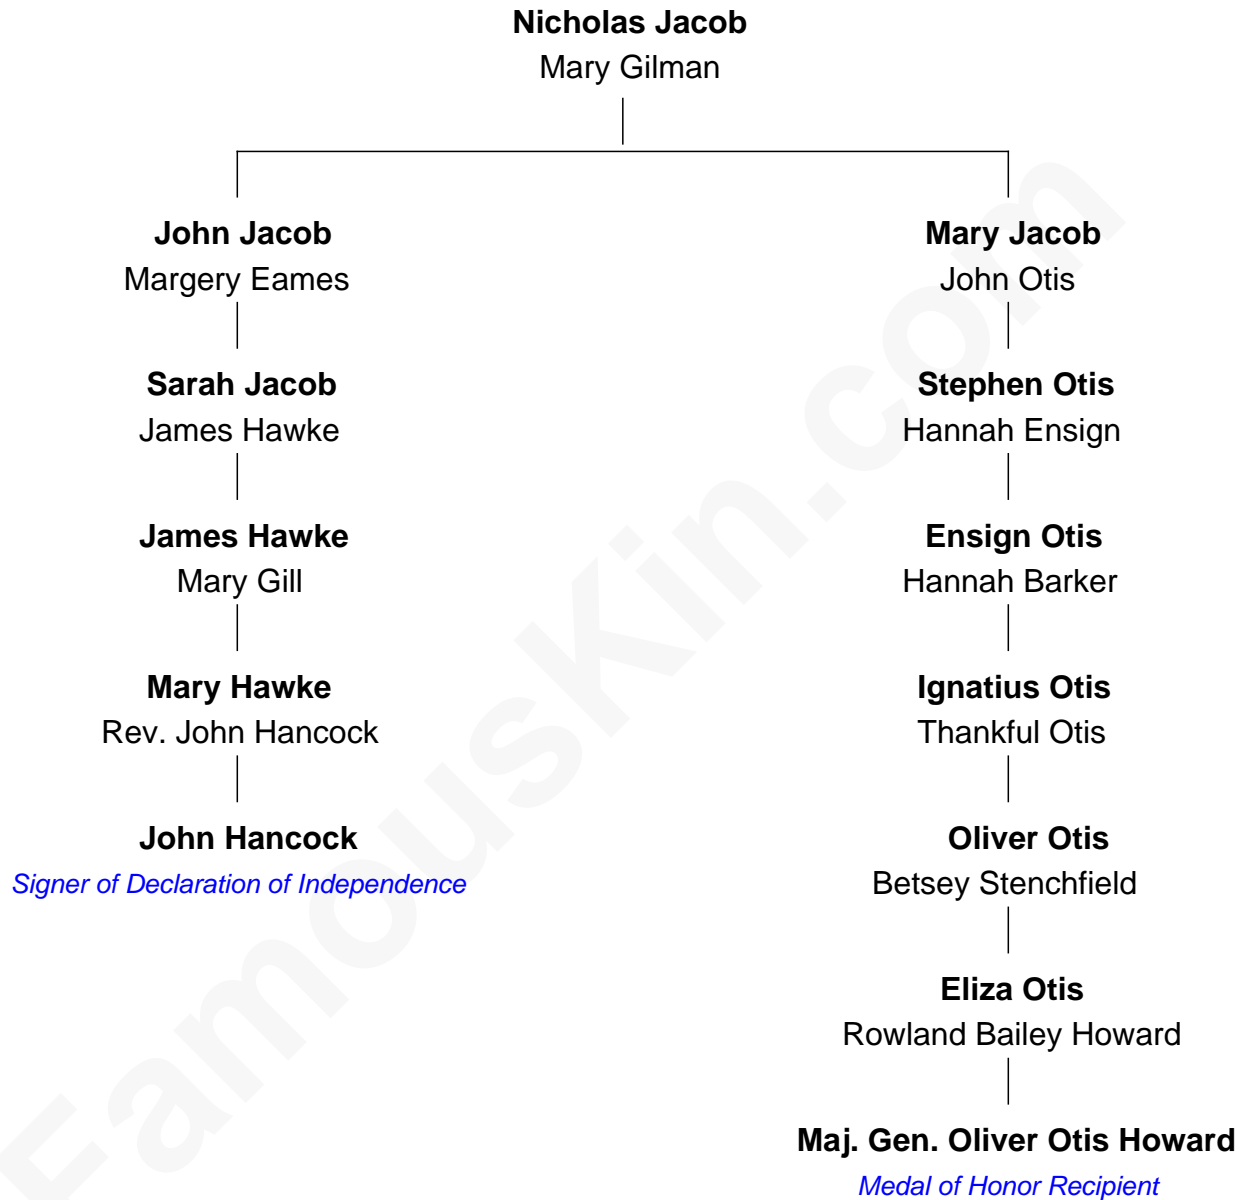 Nicholas Jacob
Mary Gilman
John Jacob
Margery Eames
Sarah Jacob
James Hawke
James Hawke
Mary Gill
Mary Hawke
Rev. John Hancock
John Hancock
Signer of Declaration of Independence
Mary Jacob
John Otis
Stephen Otis
Hannah Ensign
Ensign Otis
Hannah Barker
Ignatius Otis
Thankful Otis
Oliver Otis
Betsey Stenchfield
Eliza Otis
Rowland Bailey Howard
Maj. Gen. Oliver Otis Howard
Medal of Honor Recipient
FamousKin.com